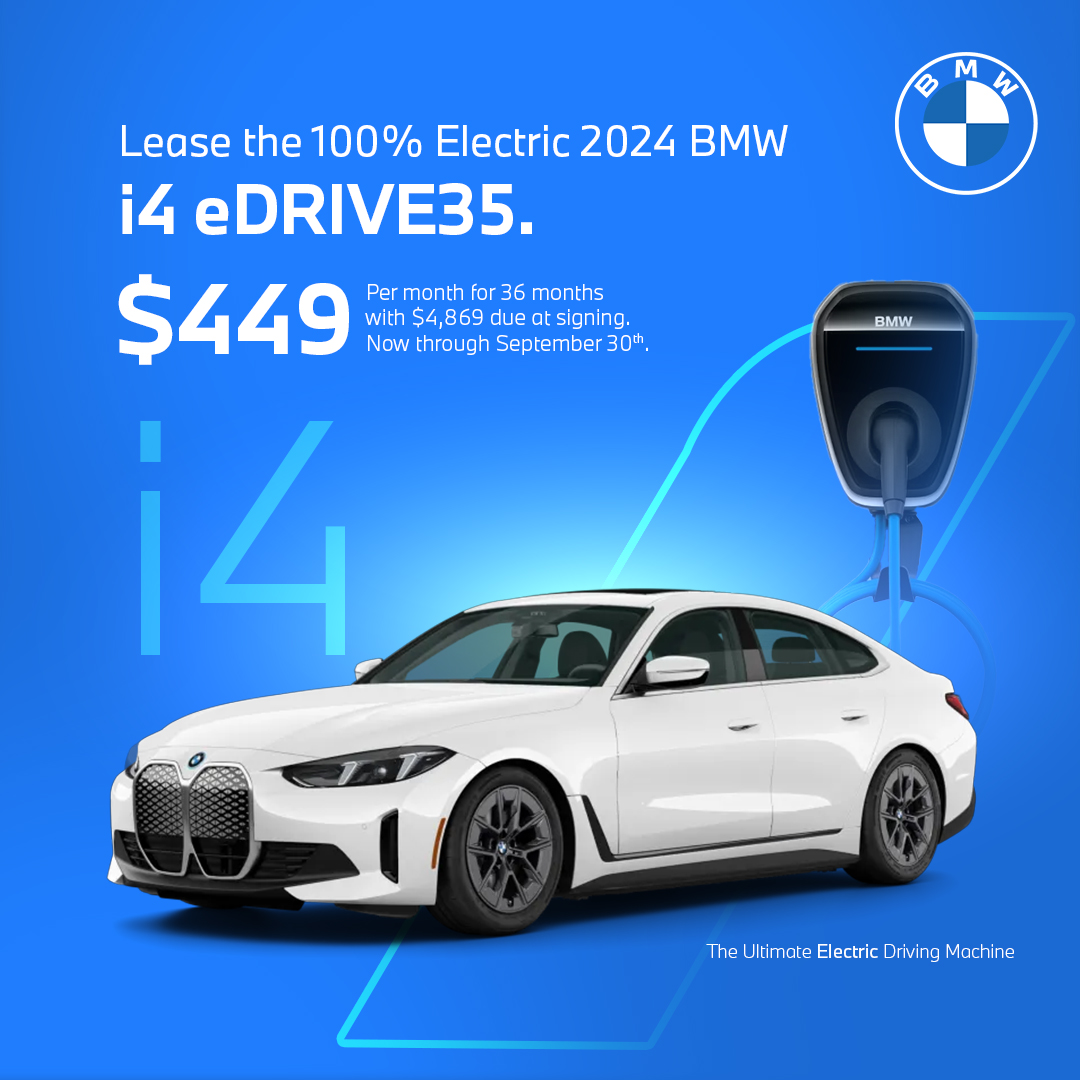 BMW
Lease the 100% Electric 2024 BMW
i4 eDRIVE35.
$449
Per month for 36 months
with $4,869 due at signing.
Now through September 30th.
BMW
i4
The Ultimate Electric Driving Machine